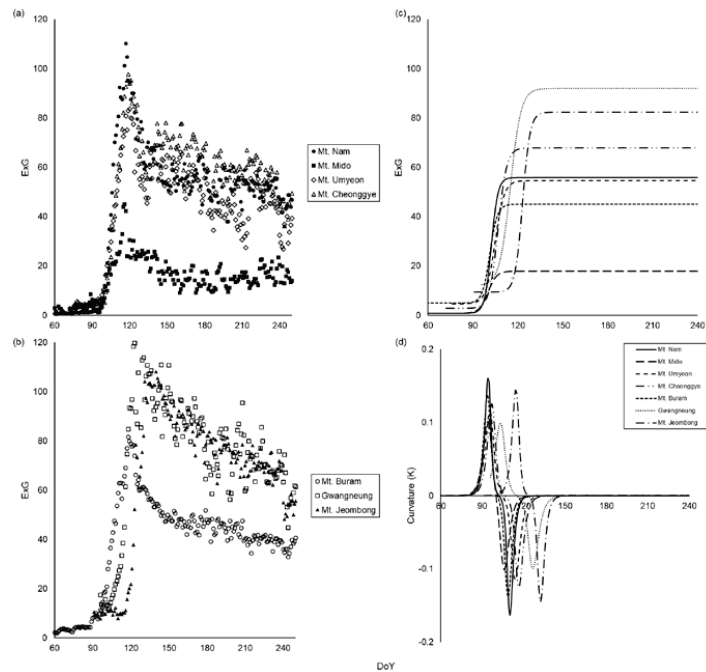 (a)
120
100
80
60
40
20
0
ExG
60 90 120 150 180 210 240
Mt. Nam
Mt. Mido
Mt. Umyeon
Mt. Cheonggye
(c)
120
100
80
60
40
20
0
ExG
60 90 120 150 180 210 240
(b)
120
100
80
60
40
20
0
ExG
60 90 120 150 180 210 240
Mt. Buram
Gwangneung
Mt. Jeombong
(d)
0.2
0.1
0
-0.1
-0.2
Curvature (K)
60 90 120 150 180 210 240
Mt. Nam
Mt. Mido
Mt. Umyeon
Mt. Cheonggye
Mt. Buram
Gwangneung
Mt. Jeombong
DoY